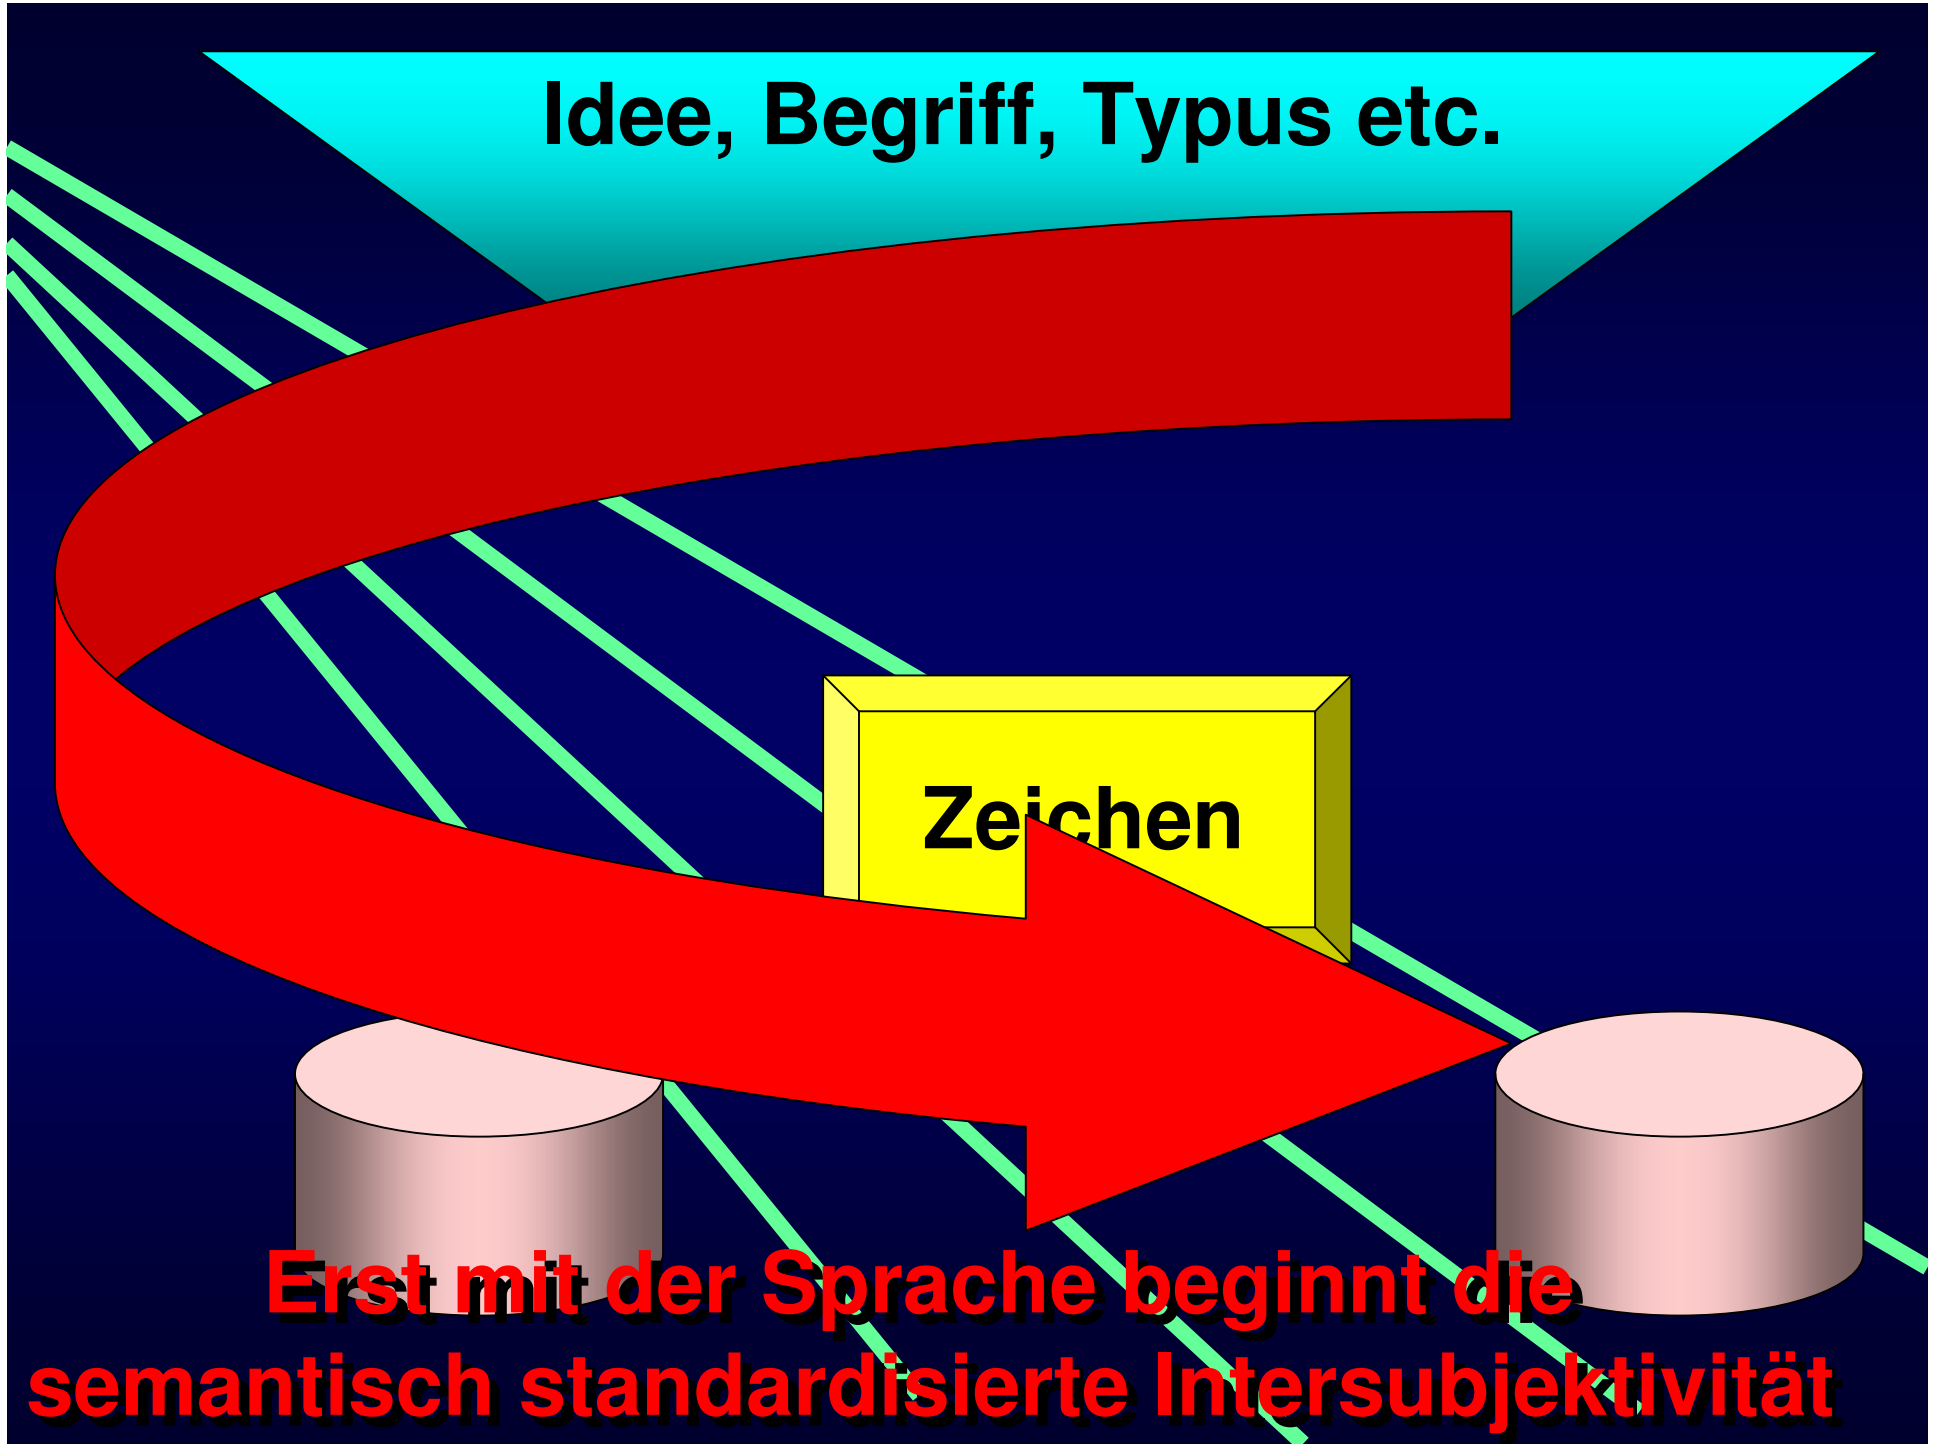 Idee, Begriff, Typus etc.
Zeichen
Erst mit der Sprache beginnt die
semantisch standardisierte Intersubjektivität